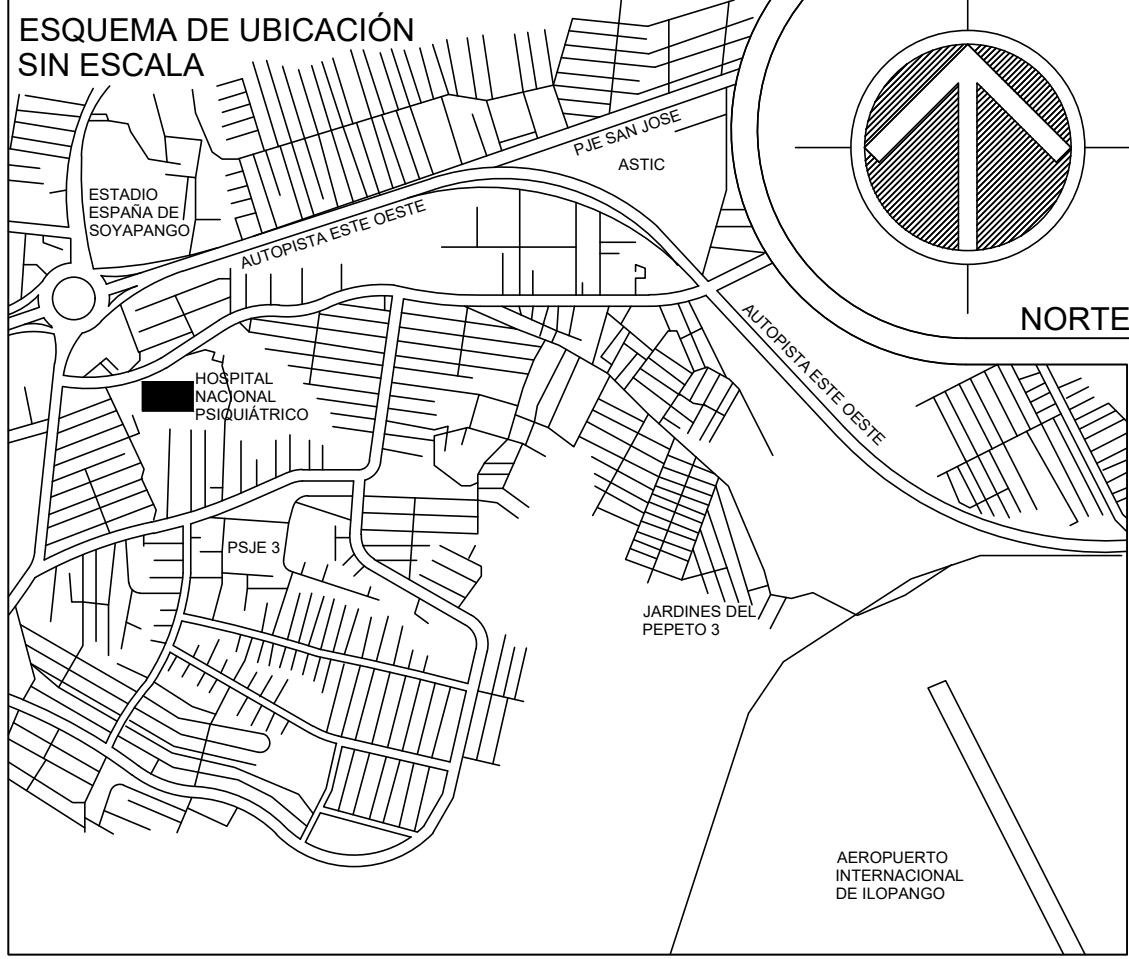 ESQUEMA DE UBICACIÓN
SIN ESCALA
PJE SAN JOSE
ASTIC
ESTADIO
ESPAÑA DE
SOYAPANGO
AUTOPISTA ESTE OESTE
NORTE
AUTOPISTA ESTE OESTE
HOSPITAL
NACIONAL
PSIQUIÁTRICO
PSJE 3
JARDINES DEL
PEPETO 3
AEROPUERTO
INTERNACIONAL
DE ILOPANGO